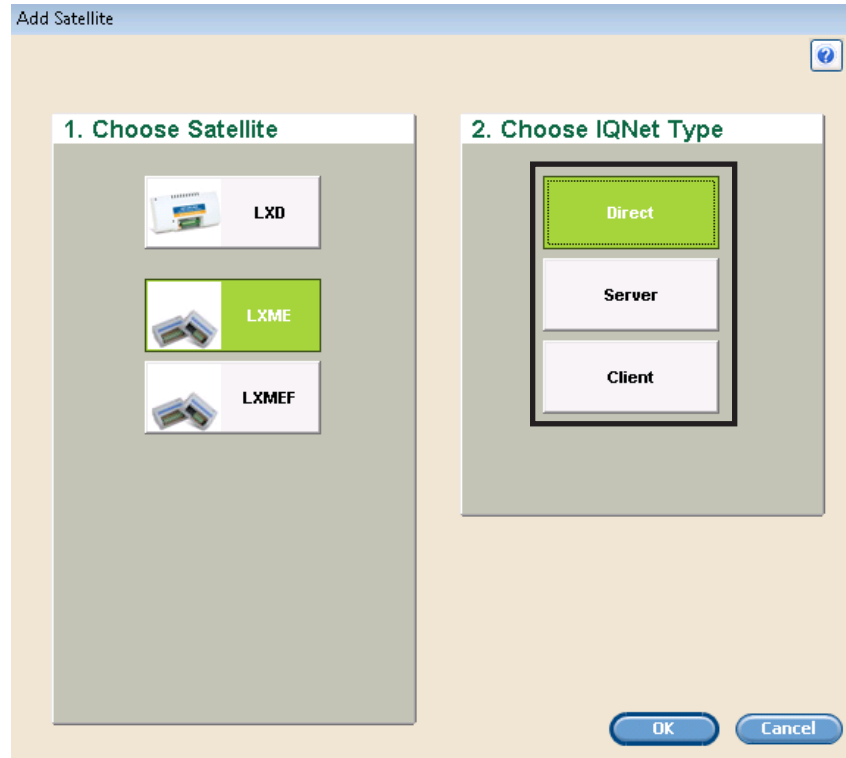 Add Satellite
?
1. Choose Satellite
LXD
LXME
LXMEF
2. Choose IQNet Type
Direct
Server
Client
OK
Cancel